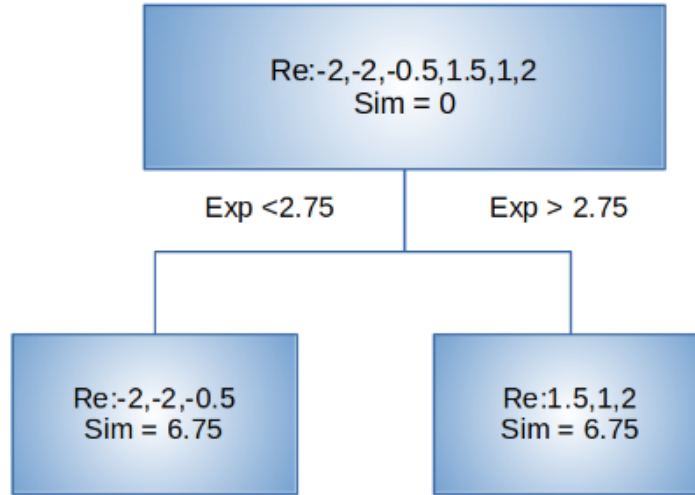 Re:-2,-2,-0.5,1.5,1,2
Sim = 0
Exp <2.75
Exp > 2.75
Re:-2,-2,-0.5
Sim = 6.75
Re:1.5,1,2
Sim = 6.75